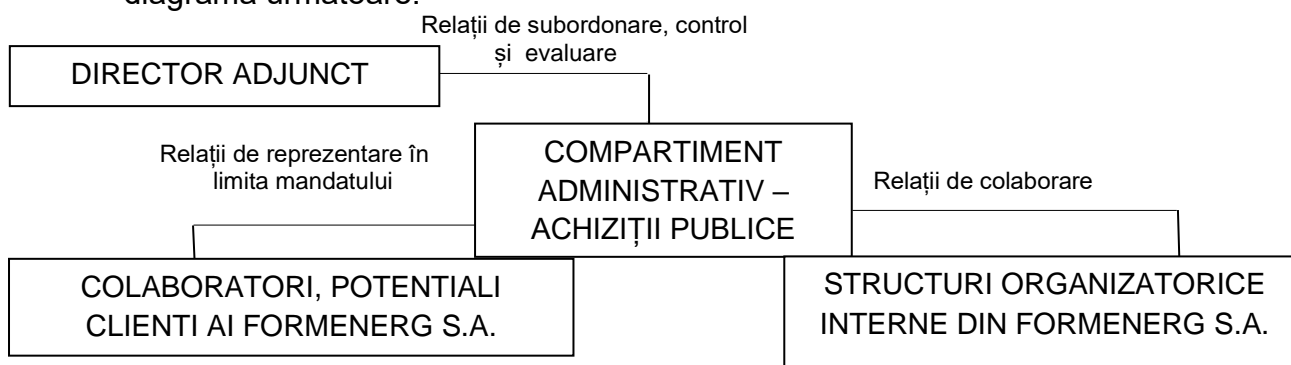 diagrama următoare:
Relații de subordonare, control
și evaluare
DIRECTOR ADJUNCT
COMPARTIMENT
ADMINISTRATIV –
ACHIZIȚII PUBLICE
Relații de reprezentare în
limita mandatului
Relații de colaborare
COLABORATORI, POTENTIALI
CLIENTI AI FORMENERG S.A.
STRUCTURI ORGANIZATORICE
INTERNE DIN FORMENERG S.A.